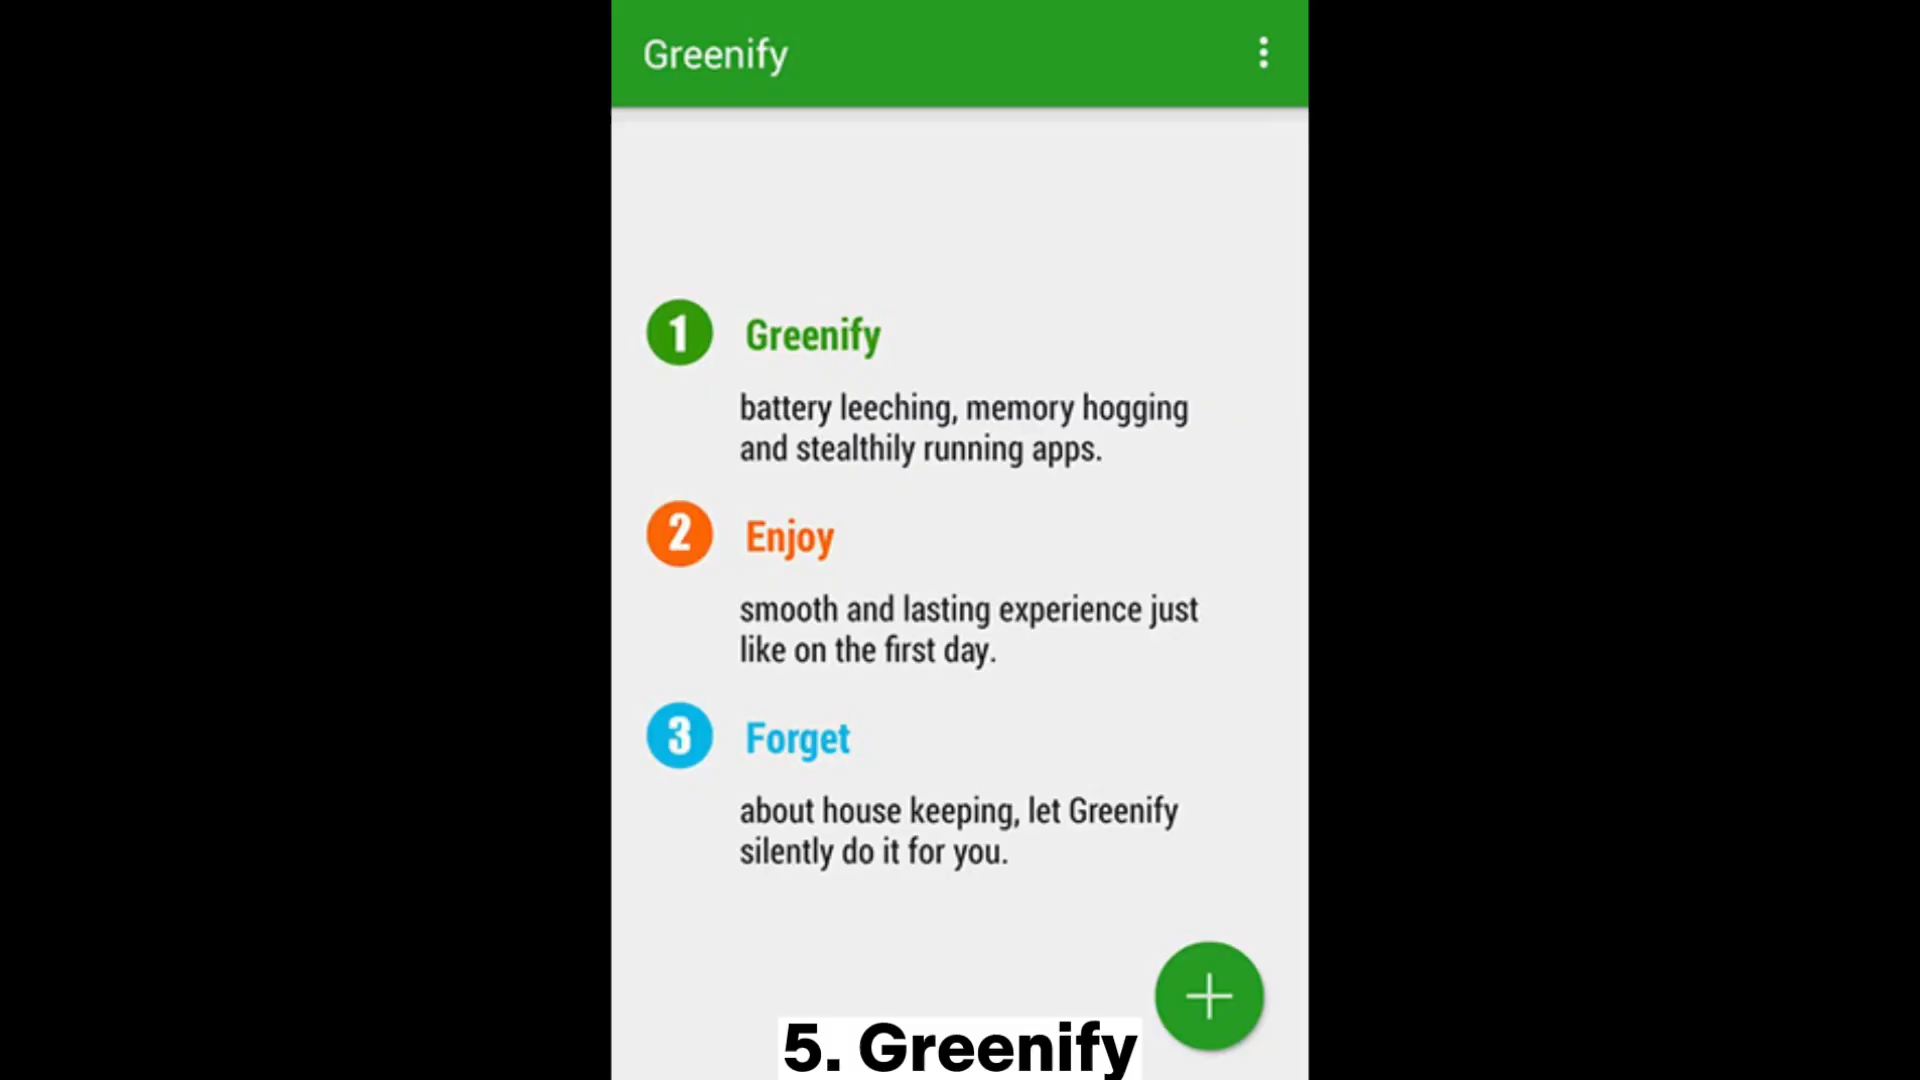 Greenify
1 Greenify
battery leeching, memory hogging
and stealthily running apps.
2 Enjoy
smooth and lasting experience just
like on the first day.
3 Forget
about house keeping, let Greenify
silently do it for you.
5. Greenify